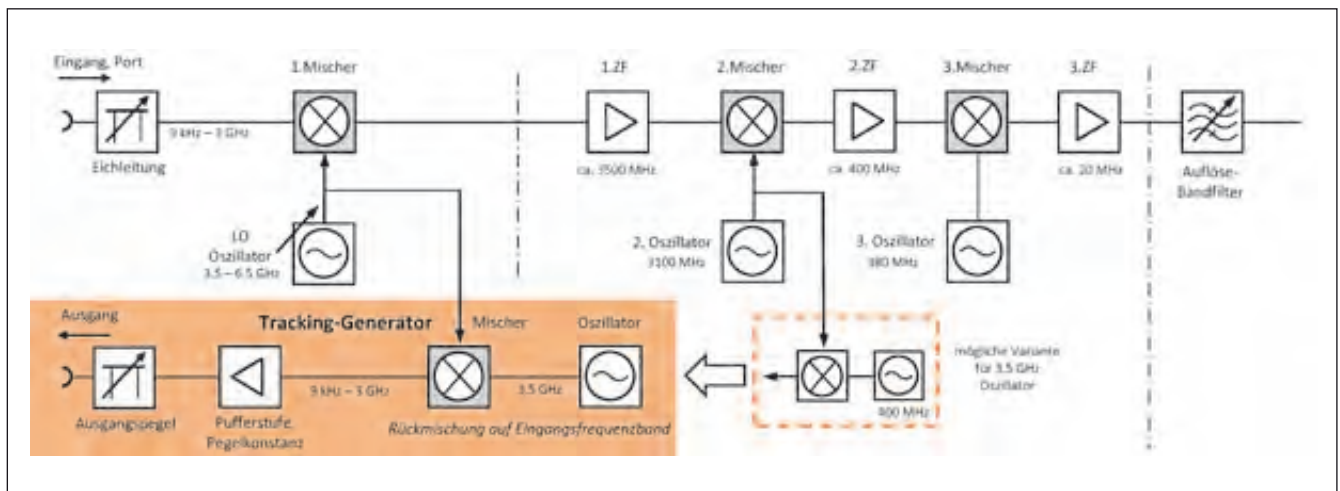 Eingang, Port
1.Mischer
1.ZF
2.Mischer
2.ZF
3.Mischer
3.ZF
9 kHz – 3 GHz
Eichleitung
ca. 3500 MHz
ca. 400 MHz
ca. 20 MHz
Auflöse-
Bandfilter
LO
Oszillator
3.5 – 6.5 GHz
2. Oszillator
3100 MHz
3. Oszillator
380 MHz
Ausgang
Tracking-Generator
Mischer
Oszillator
9 kHz – 3 GHz
3.5 GHz
mögliche Variante
für 3.5 GHz
Oszillator
400 MHz
Ausgangspegel
Pufferstufe,
Pegelkonstanz
Rückmischung auf Eingangsfrequenzband